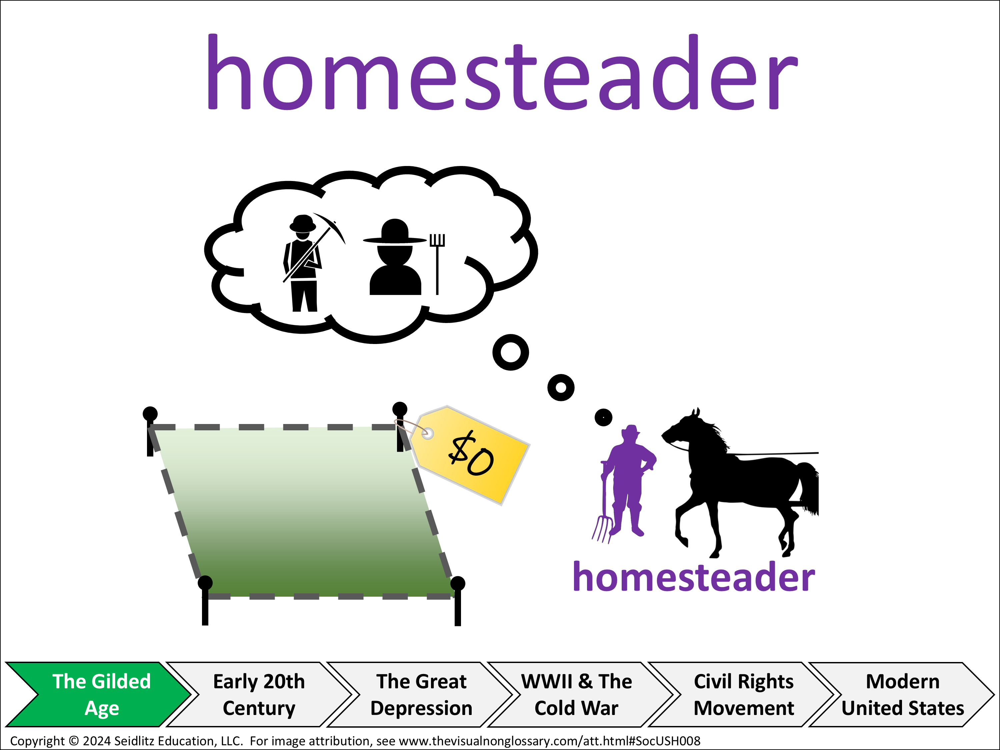 homesteader
$0
homesteader
The Gilded
Age
Early 20th
Century
The Great
Depression
WWII & The
Cold War
Civil Rights
Movement
Modern
United States
Copyright © 2024 Seidlitz Education, LLC.  For image attribution, see www.thevisualnonglossary.com/att.html#SocUSH008